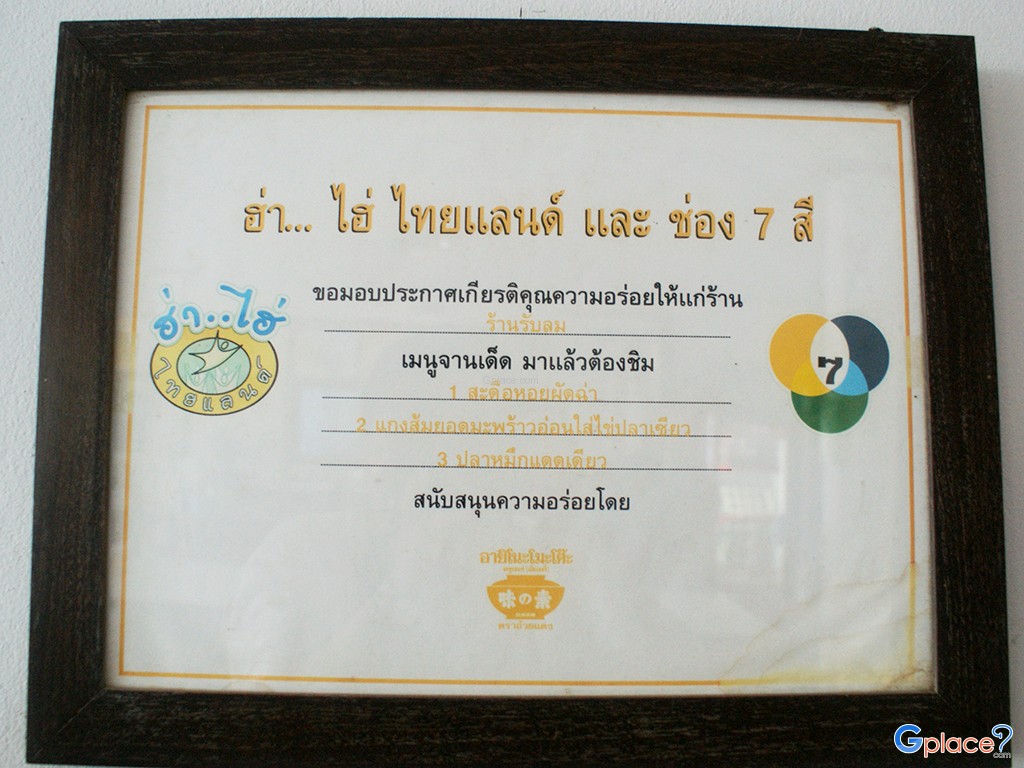 ฮ่า... ไฮ่ ไทยแลนด์ และ ช่อง 7 สี
ขอมอบประกาศเกียรติคุณความอร่อยให้แก่ร้าน
ร้านรับลม
ฮ่า..ไฮ่
ไทยแลนด์
7
เมนูจานเด็ด มาแล้วต้องชิม
1 สะดือหอยผัดฉ่า
2 แกงส้มยอดมะพร้าวอ่อนใส่ไข่ปลาเซียว
3 ปลาหมึกแดดเดียว
สนับสนุนความอร่อยโดย
อายิโนะโมะโต๊ะ
味の素
ตราถ้วยแดง
Gplace?
.com